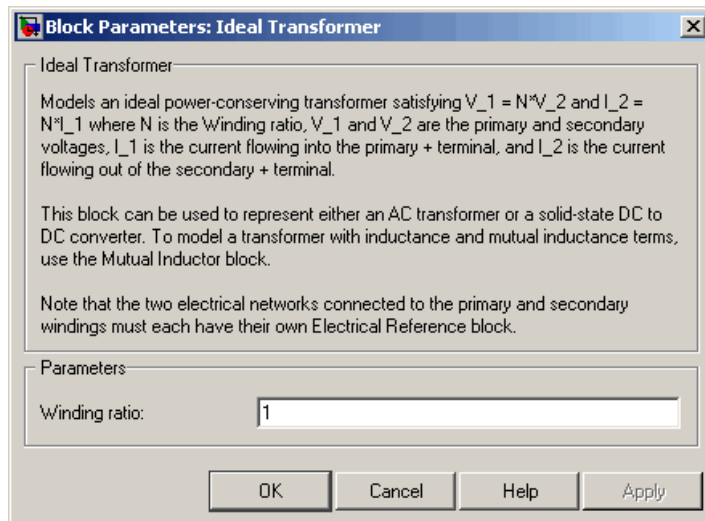 Block Parameters: Ideal Transformer
Ideal Transformer
Models an ideal power-conserving transformer satisfying V_1 = N*V_2 and I_2 =
N*I_1 where N is the Winding ratio, V_1 and V_2 are the primary and secondary
voltages, I_1 is the current flowing into the primary + terminal, and I_2 is the current
flowing out of the secondary + terminal.
This block can be used to represent either an AC transformer or a solid-state DC to
DC converter. To model a transformer with inductance and mutual inductance terms,
use the Mutual Inductor block.
Note that the two electrical networks connected to the primary and secondary
windings must each have their own Electrical Reference block.
Parameters
Winding ratio: 1
OK Cancel Help Apply